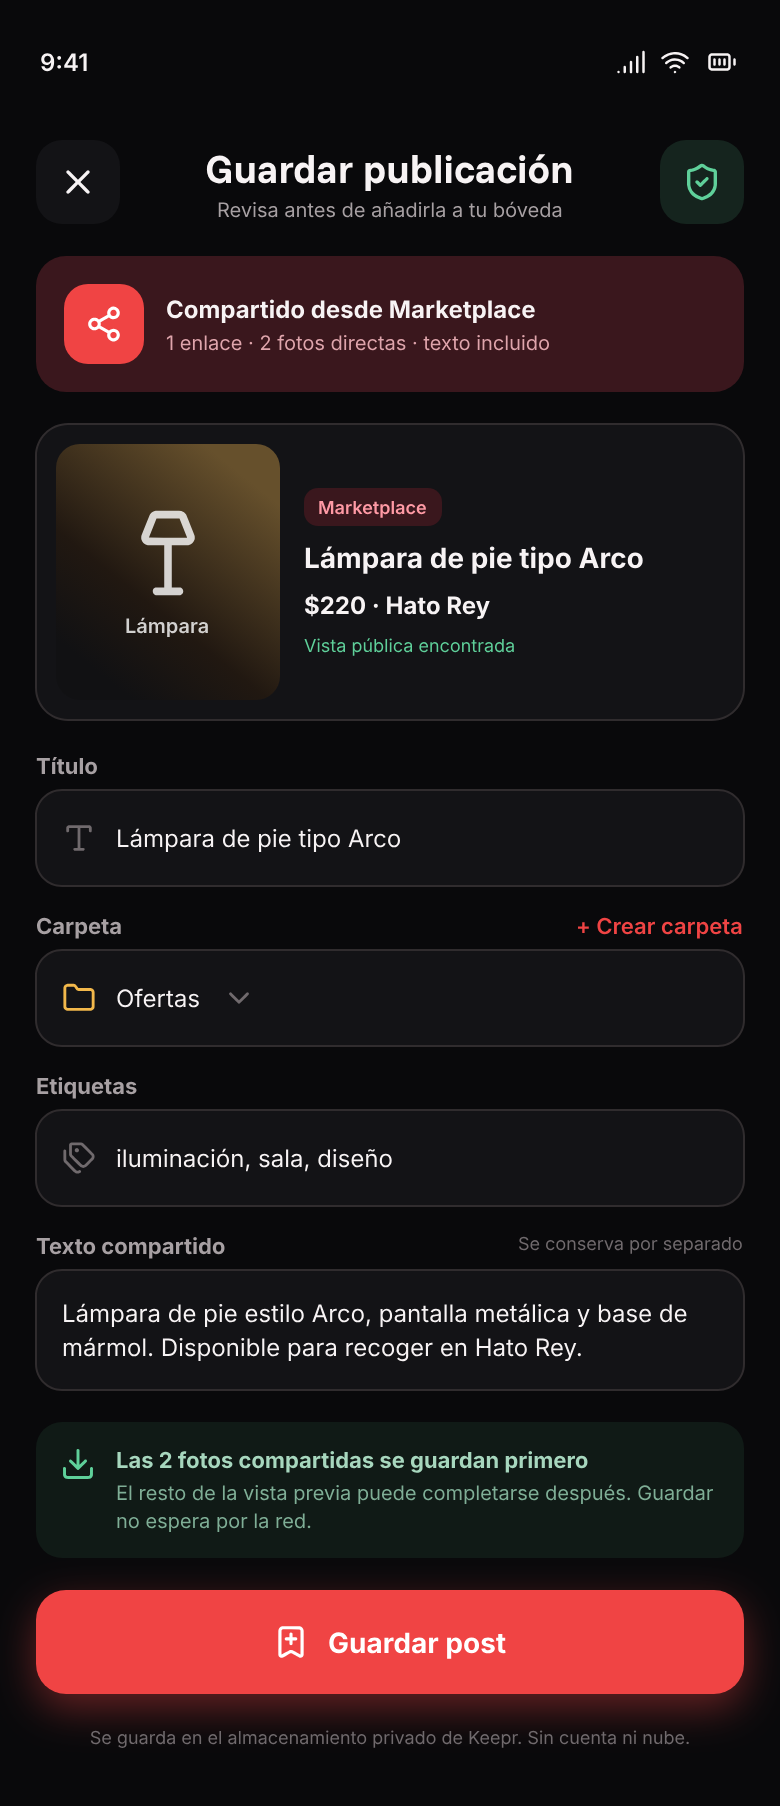 9:41
Guardar publicación
Revisa antes de añadirla a tu bóveda
Compartido desde Marketplace
1 enlace · 2 fotos directas · texto incluido
Lámpara
Marketplace
Lámpara de pie tipo Arco
$220 · Hato Rey
Vista pública encontrada
Título
Lámpara de pie tipo Arco
Carpeta
+ Crear carpeta
Ofertas
Etiquetas
iluminación, sala, diseño
Texto compartido
Se conserva por separado
Lámpara de pie estilo Arco, pantalla metálica y base de
mármol. Disponible para recoger en Hato Rey.
Las 2 fotos compartidas se guardan primero
El resto de la vista previa puede completarse después. Guardar
no espera por la red.
Guardar post
Se guarda en el almacenamiento privado de Keepr. Sin cuenta ni nube.